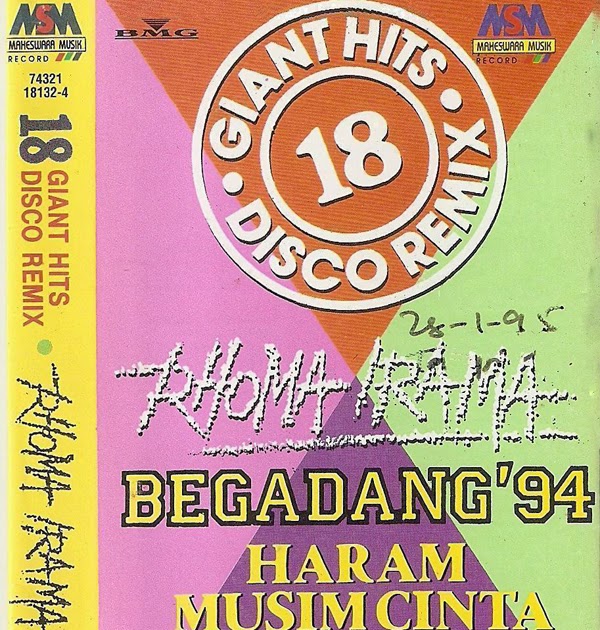 MSM
MAHESWARA MUSIK
RECORD
74321
18132-4
18 GIANT HITS
DISCO REMIX
RHOMA IRAMA
BMG
MSM
MAHESWARA MUSIK
RECORD
GIANT HITS
18
DISCO REMIX
28-1-95
RHOMA IRAMA
BEGADANG'94
HARAM
MUSIM CINTA